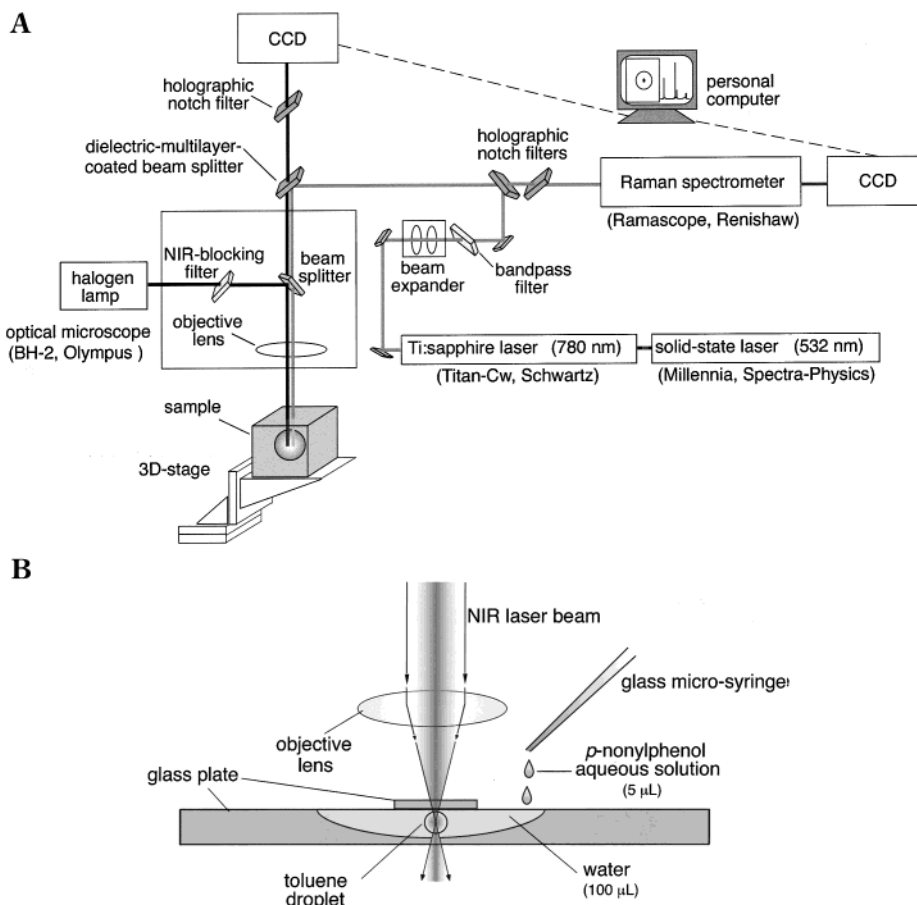 A
CCD
holographic
notch filter
dielectric-multilayer-
coated beam splitter
personal
computer
holographic
notch filters
Raman spectrometer
CCD
(Ramascope, Renishaw)
NIR-blocking
filter
beam
splitter
halogen
lamp
beam
expander
bandpass
filter
optical microscope
(BH-2, Olympus )
objective
lens
Ti:sapphire laser (780 nm)
solid-state laser (532 nm)
(Titan-Cw, Schwartz)
(Millennia, Spectra-Physics)
sample
3D-stage
B
NIR laser beam
glass micro-syringe
objective
lens
p-nonylphenol
aqueous solution
(5 µL)
glass plate
toluene
droplet
water
(100 µL)